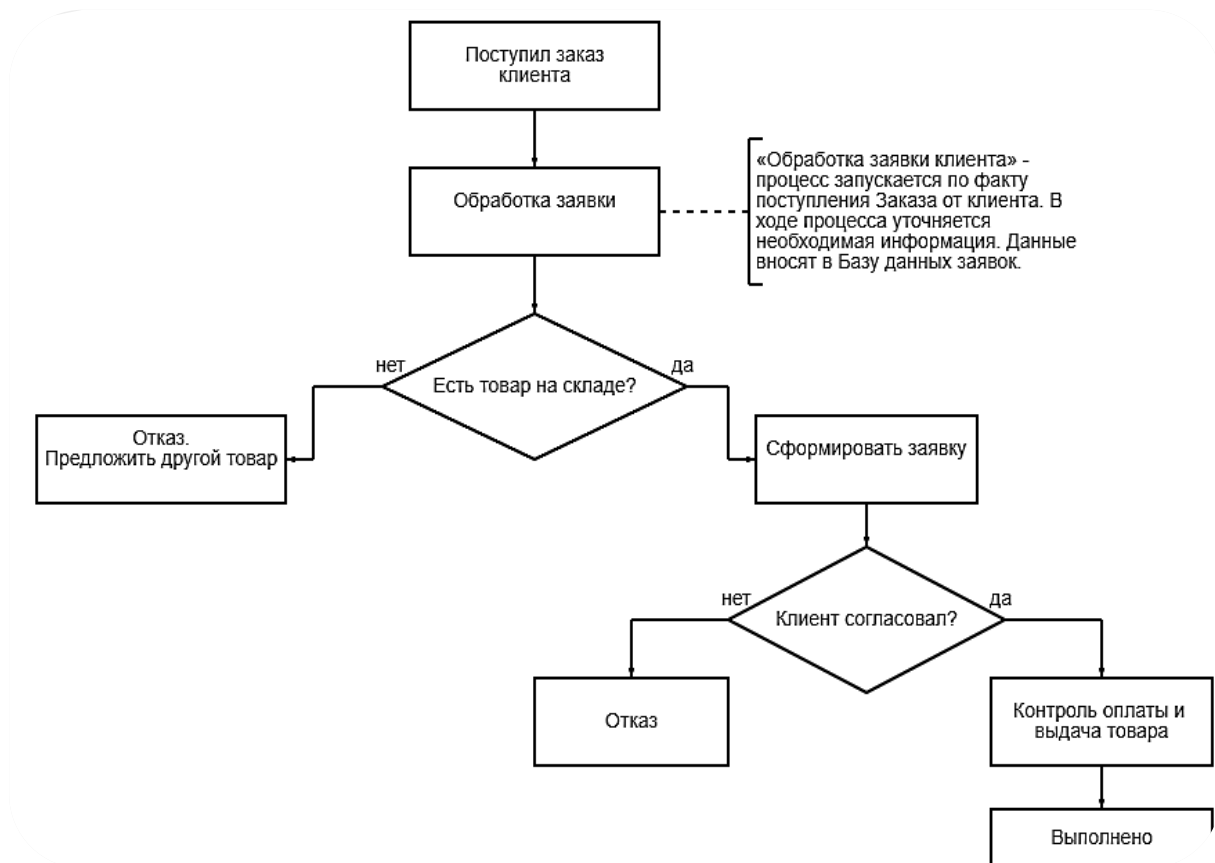 Поступил заказ
клиента
Обработка заявки
«Обработка заявки клиента» -
процесс запускается по факту
поступления Заказа от клиента. В
ходе процесса уточняется
необходимая информация. Данные
вносят в Базу данных заявок.
нет
да
Есть товар на складе?
Отказ.
Предложить другой товар
Сформировать заявку
нет
да
Клиент согласовал?
Отказ
Контроль оплаты и
выдача товара
Выполнено